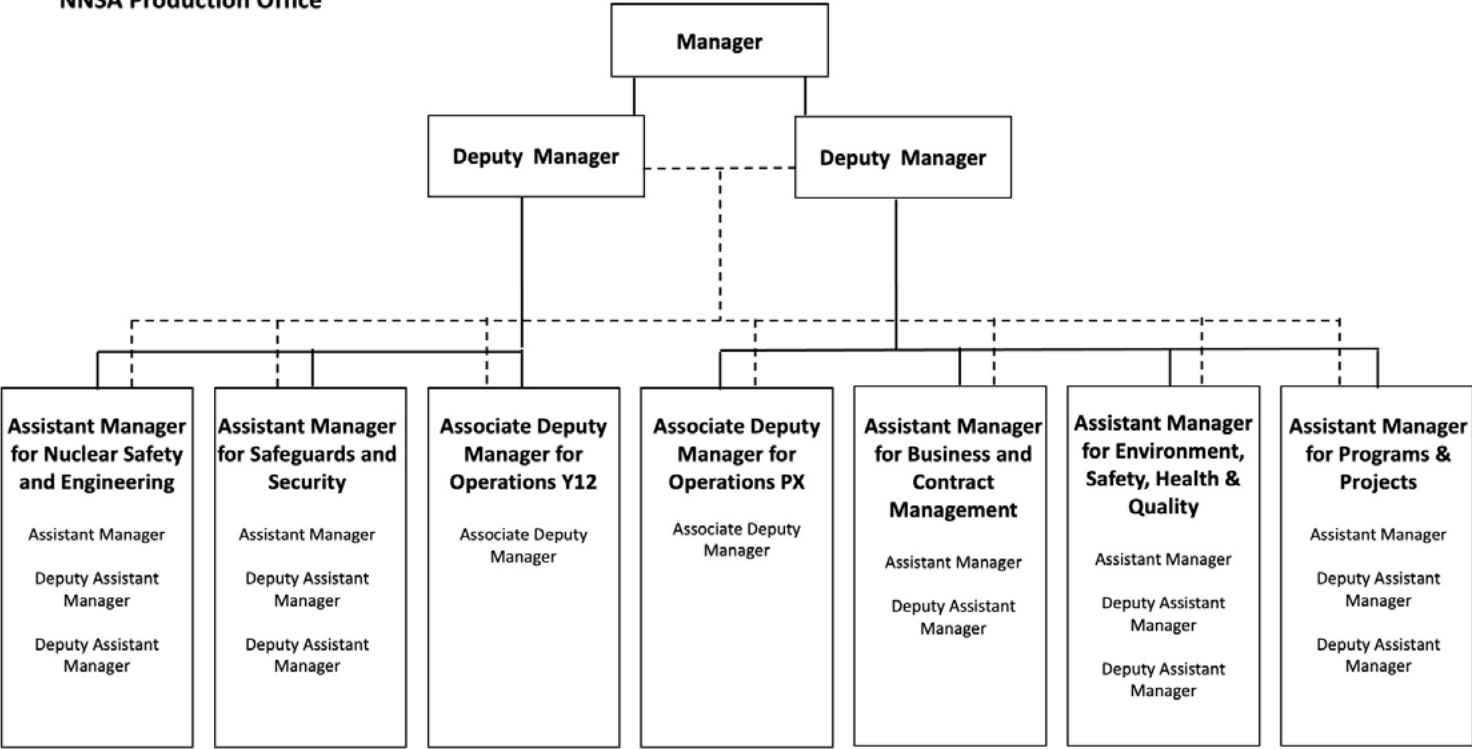 NNSA Production Office
Manager
Deputy Manager
Deputy Manager
Assistant Manager
for Nuclear Safety
and Engineering
Assistant Manager
Deputy Assistant
Manager
Deputy Assistant
Manager
Assistant Manager
for Safeguards and
Security
Assistant Manager
Deputy Assistant
Manager
Deputy Assistant
Manager
Associate Deputy
Manager for
Operations Y12
Associate Deputy
Manager
Associate Deputy
Manager for
Operations PX
Associate Deputy
Manager
Assistant Manager
for Business and
Contract
Management
Assistant Manager
Deputy Assistant
Manager
Assistant Manager
for Environment,
Safety, Health &
Quality
Assistant Manager
Deputy Assistant
Manager
Deputy Assistant
Manager
Assistant Manager
for Programs &
Projects
Assistant Manager
Deputy Assistant
Manager
Deputy Assistant
Manager